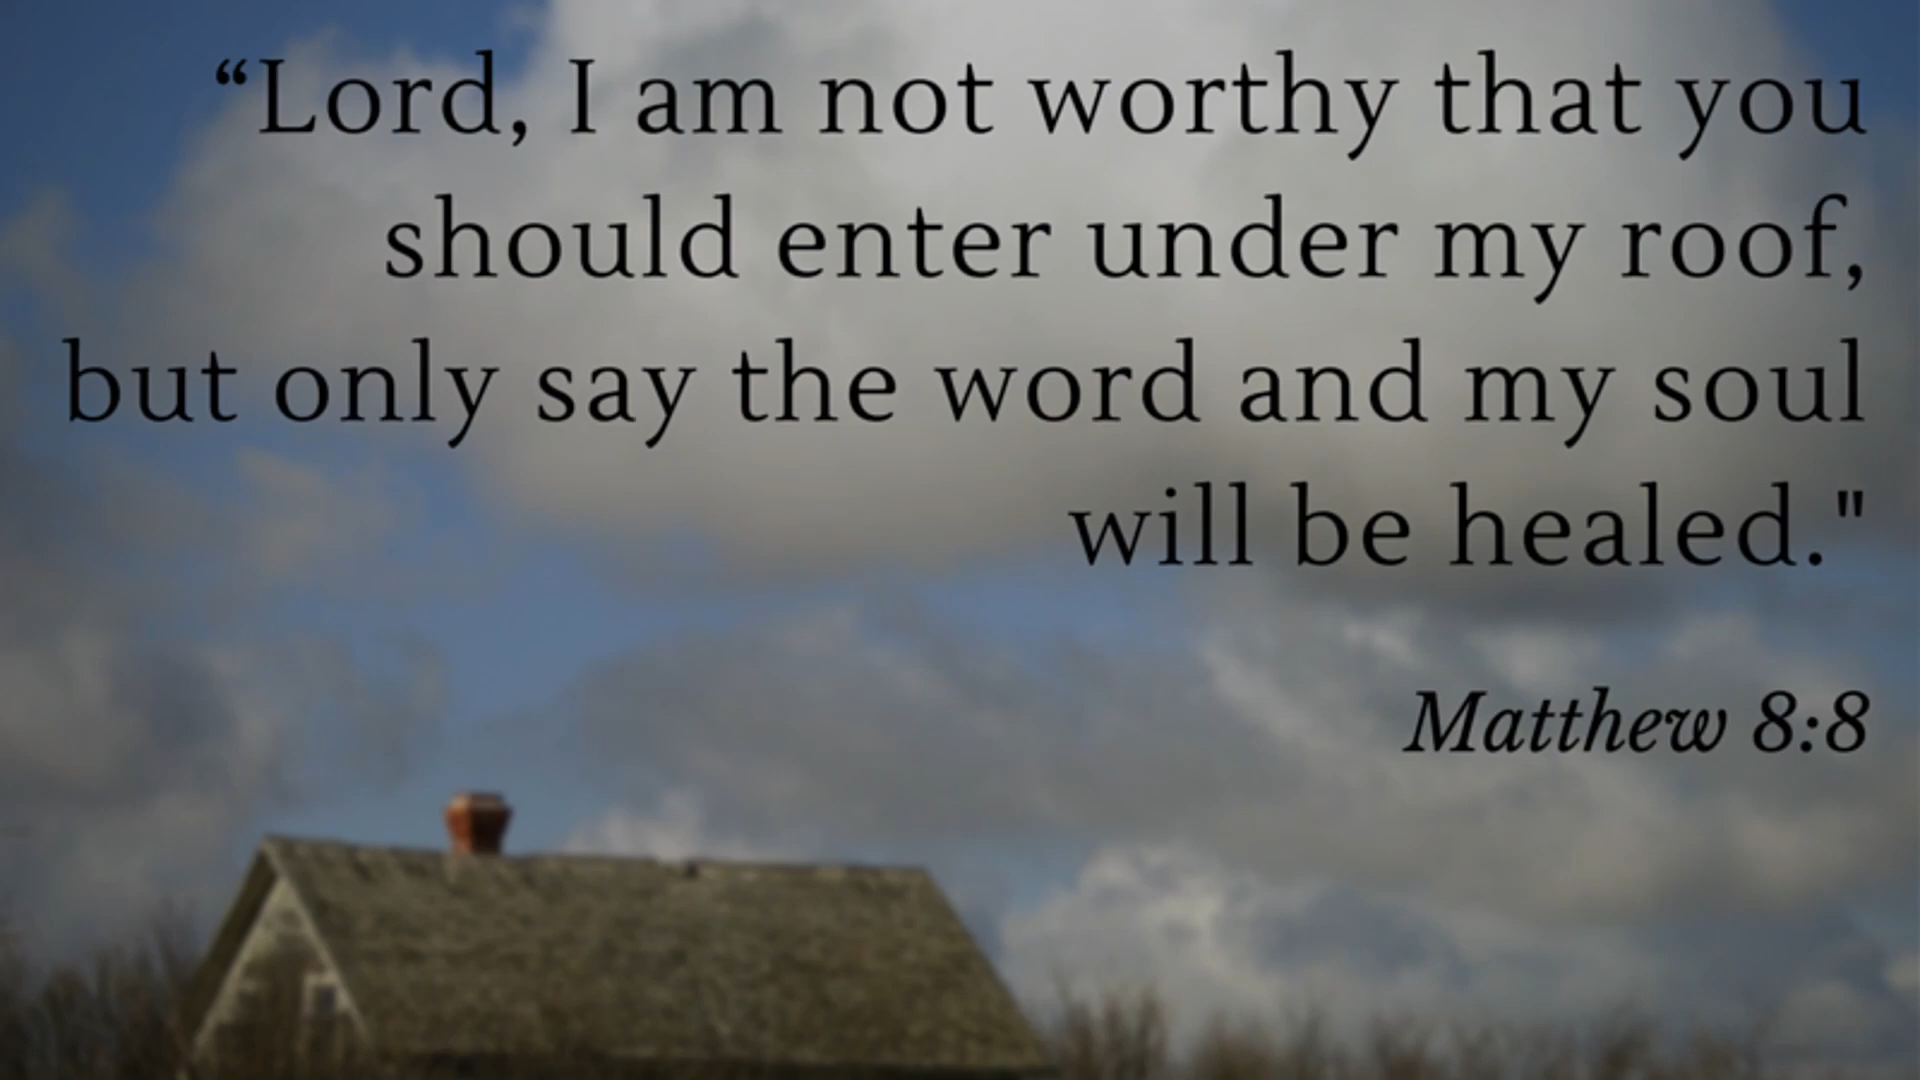 “Lord, I am not worthy that you
should enter under my roof,
but only say the word and my soul
will be healed."
Matthew 8:8